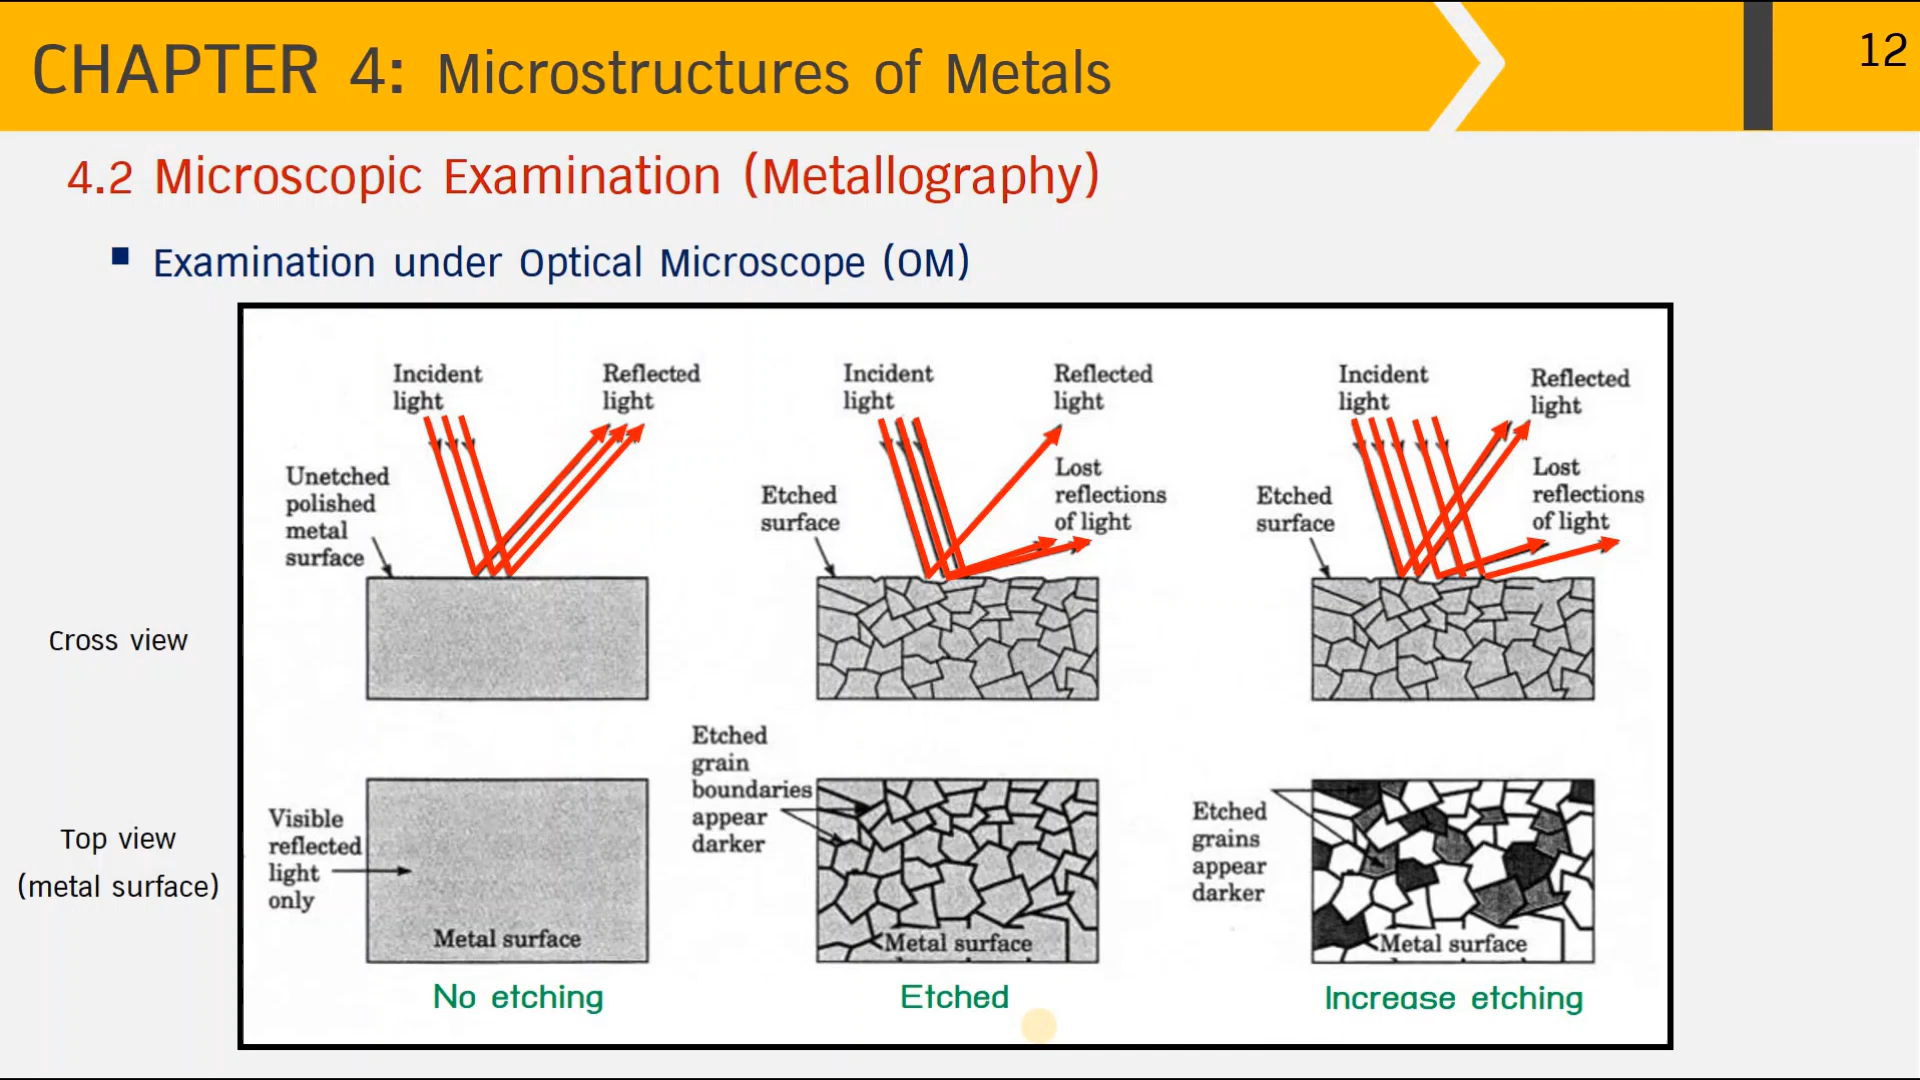 CHAPTER 4: Microstructures of Metals
12
4.2 Microscopic Examination (Metallography)
Examination under Optical Microscope (OM)
Incident
light
Reflected
light
Unetched
polished
metal
surface
Incident
light
Reflected
light
Lost
reflections
of light
Etched
surface
Incident
light
Reflected
light
Lost
reflections
of light
Etched
surface
Cross view
Top view
(metal surface)
Visible
reflected
light
only
Metal surface
Etched
grain
boundaries
appear
darker
Metal surface
Etched
grains
appear
darker
Metal surface
No etching
Etched
Increase etching